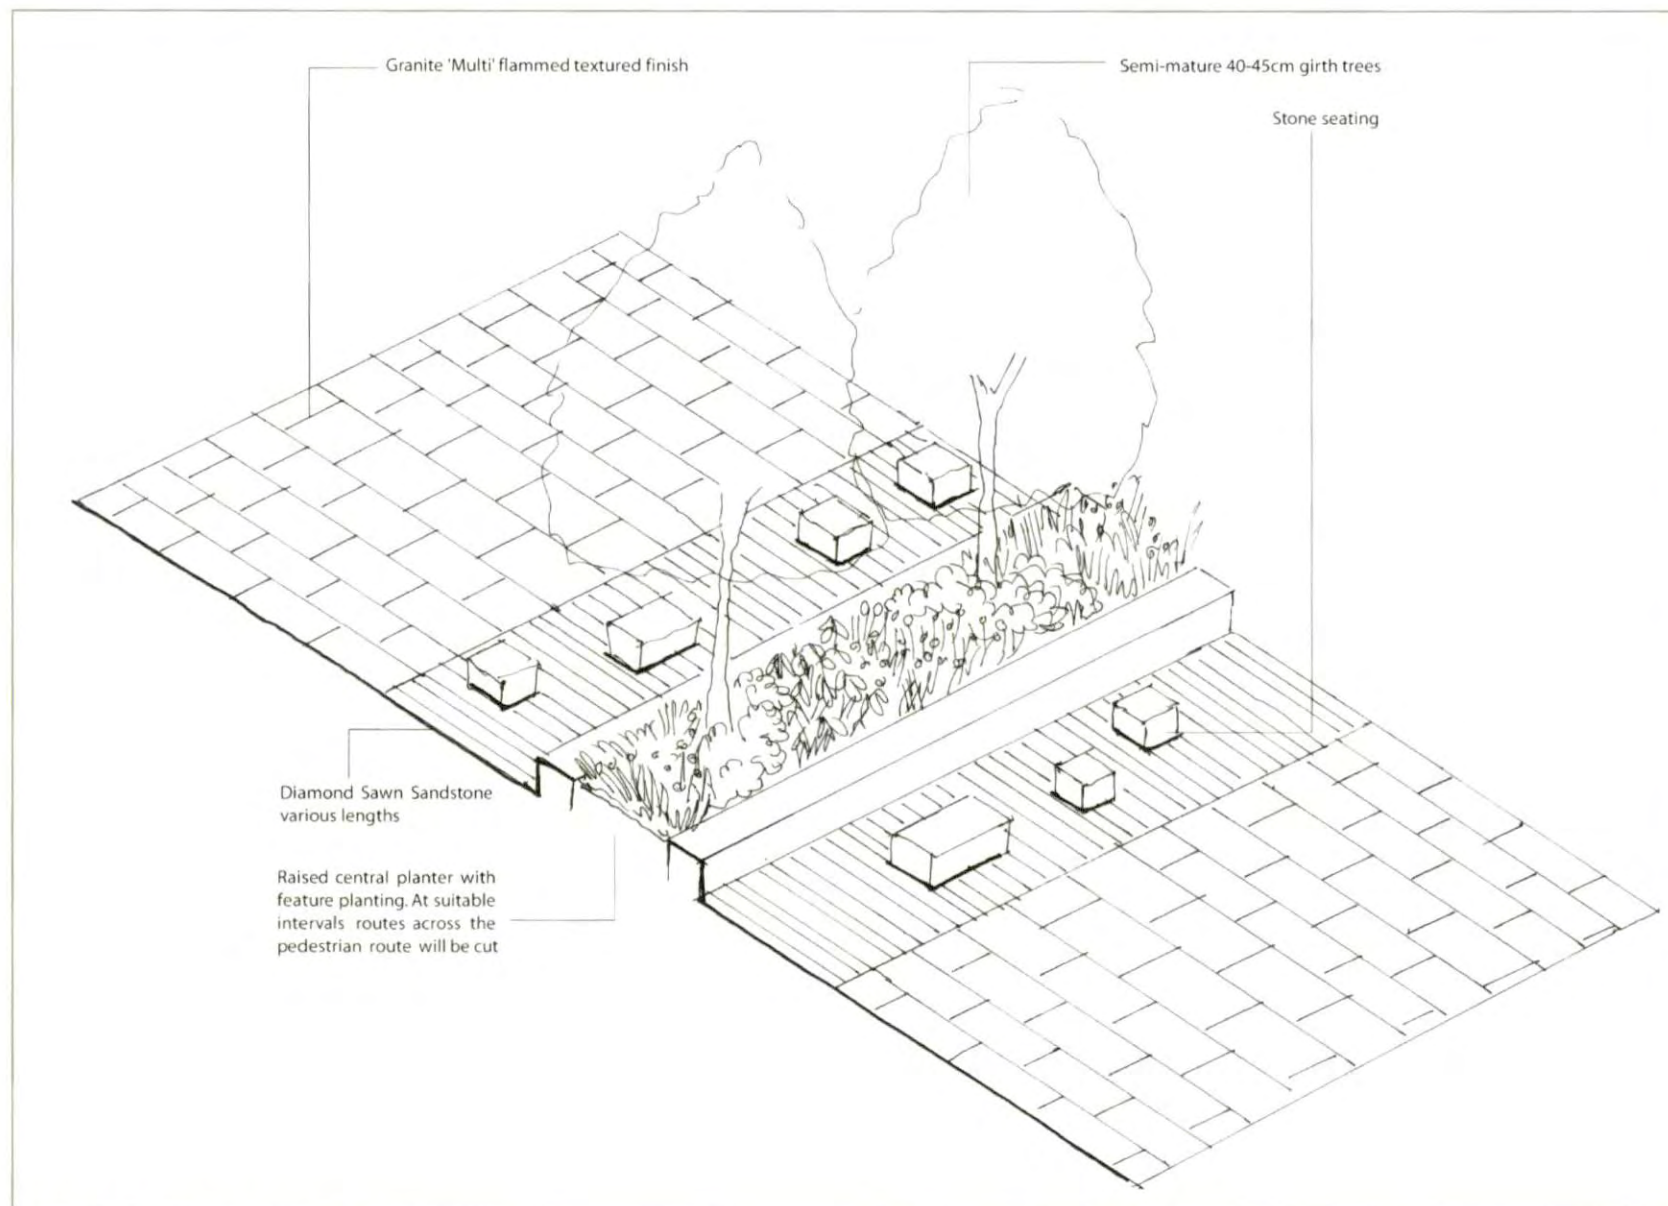 Granite 'Multi' flammed textured finish
Semi-mature 40-45cm girth trees
Stone seating
Diamond Sawn Sandstone
various lengths
Raised central planter with
feature planting. At suitable
intervals routes across the
pedestrian route will be cut